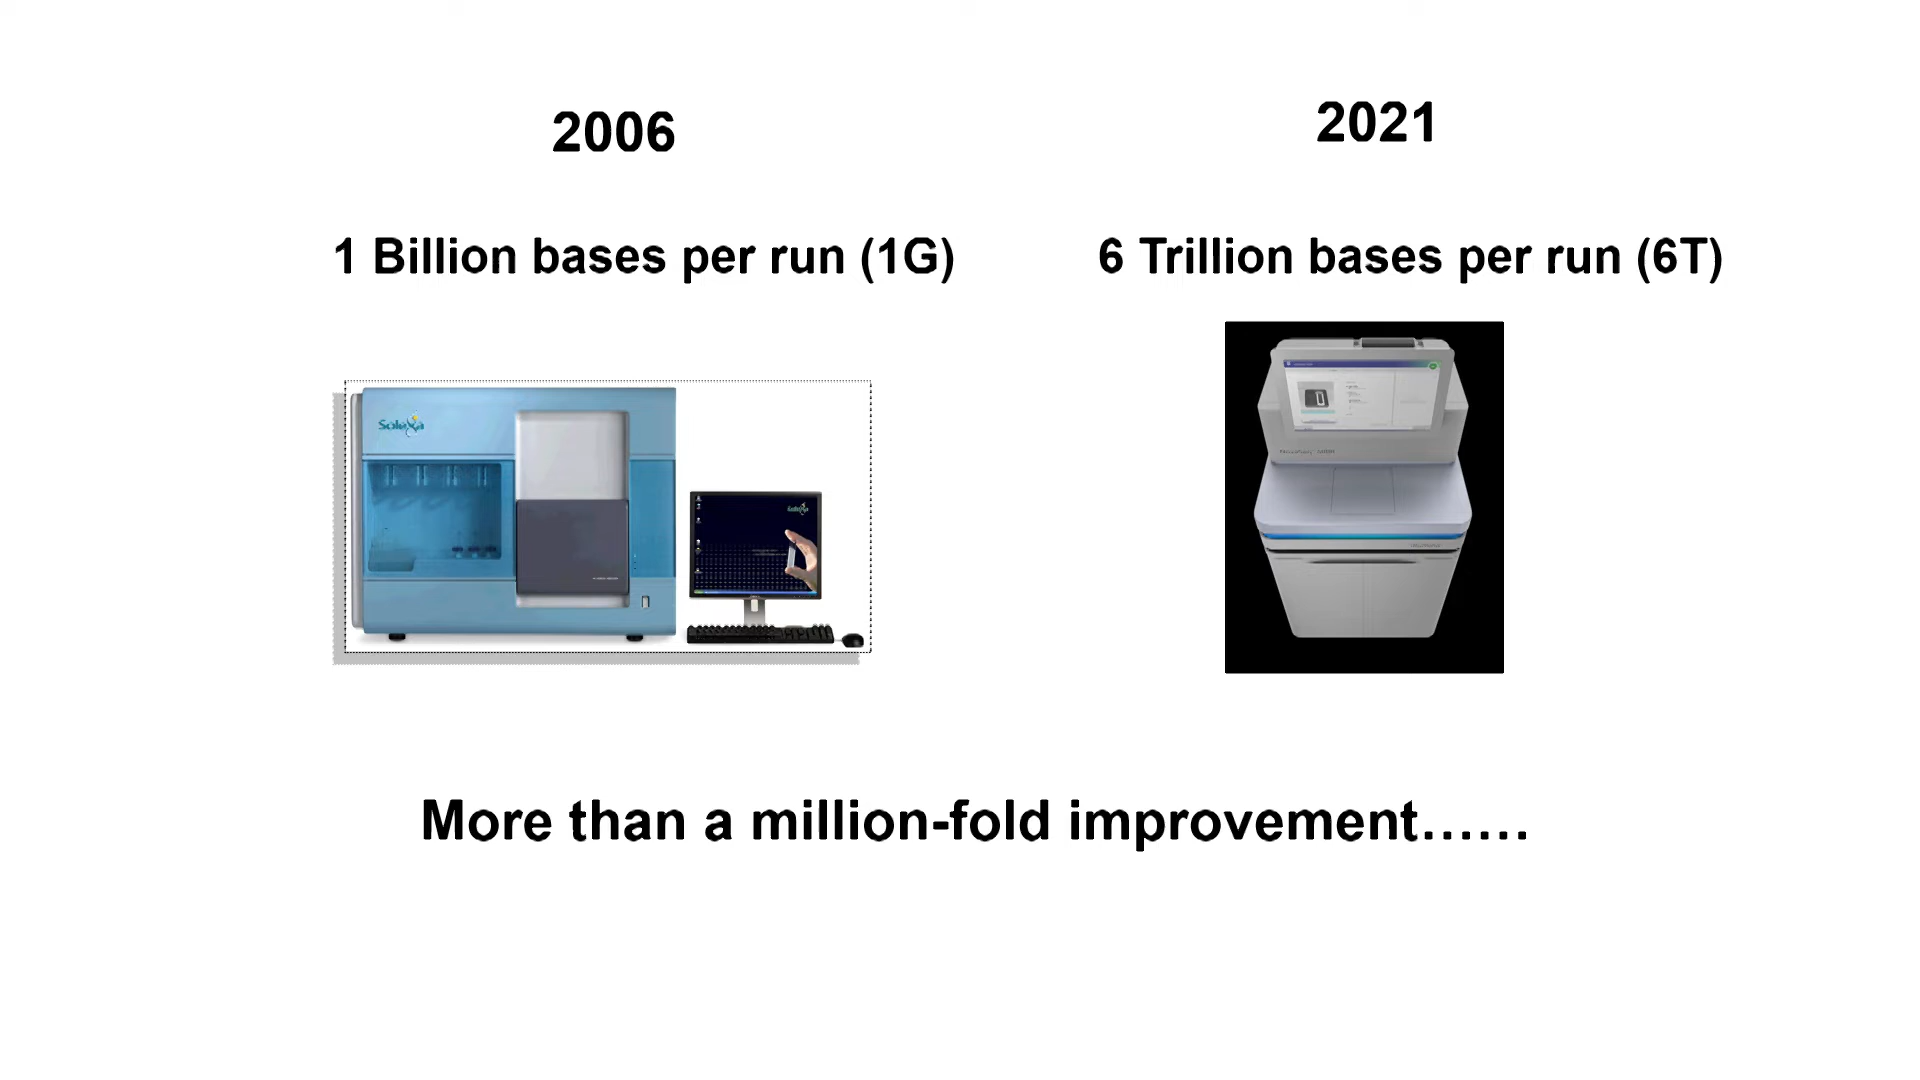 2006
2021
1 Billion bases per run (1G)
6 Trillion bases per run (6T)
Solexa
Solexa
More than a million-fold improvement......